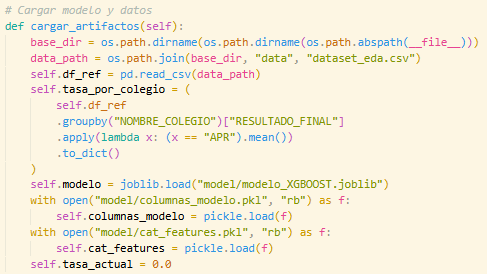 # Cargar modelo y datos
def cargar_artifactos(self):
    base_dir = os.path.dirname(os.path.dirname(os.path.abspath(__file__)))
    data_path = os.path.join(base_dir, "data", "dataset_eda.csv")
    self.df_ref = pd.read_csv(data_path)
    self.tasa_por_colegio = (
        self.df_ref
        .groupby("NOMBRE_COLEGIO")["RESULTADO_FINAL"]
        .apply(lambda x: (x == "APR").mean())
        .to_dict()
    )
    self.modelo = joblib.load("model/modelo_XGBOOST.joblib")
    with open("model/columnas_modelo.pkl", "rb") as f:
        self.columnas_modelo = pickle.load(f)
    with open("model/cat_features.pkl", "rb") as f:
        self.cat_features = pickle.load(f)
    self.tasa_actual = 0.0